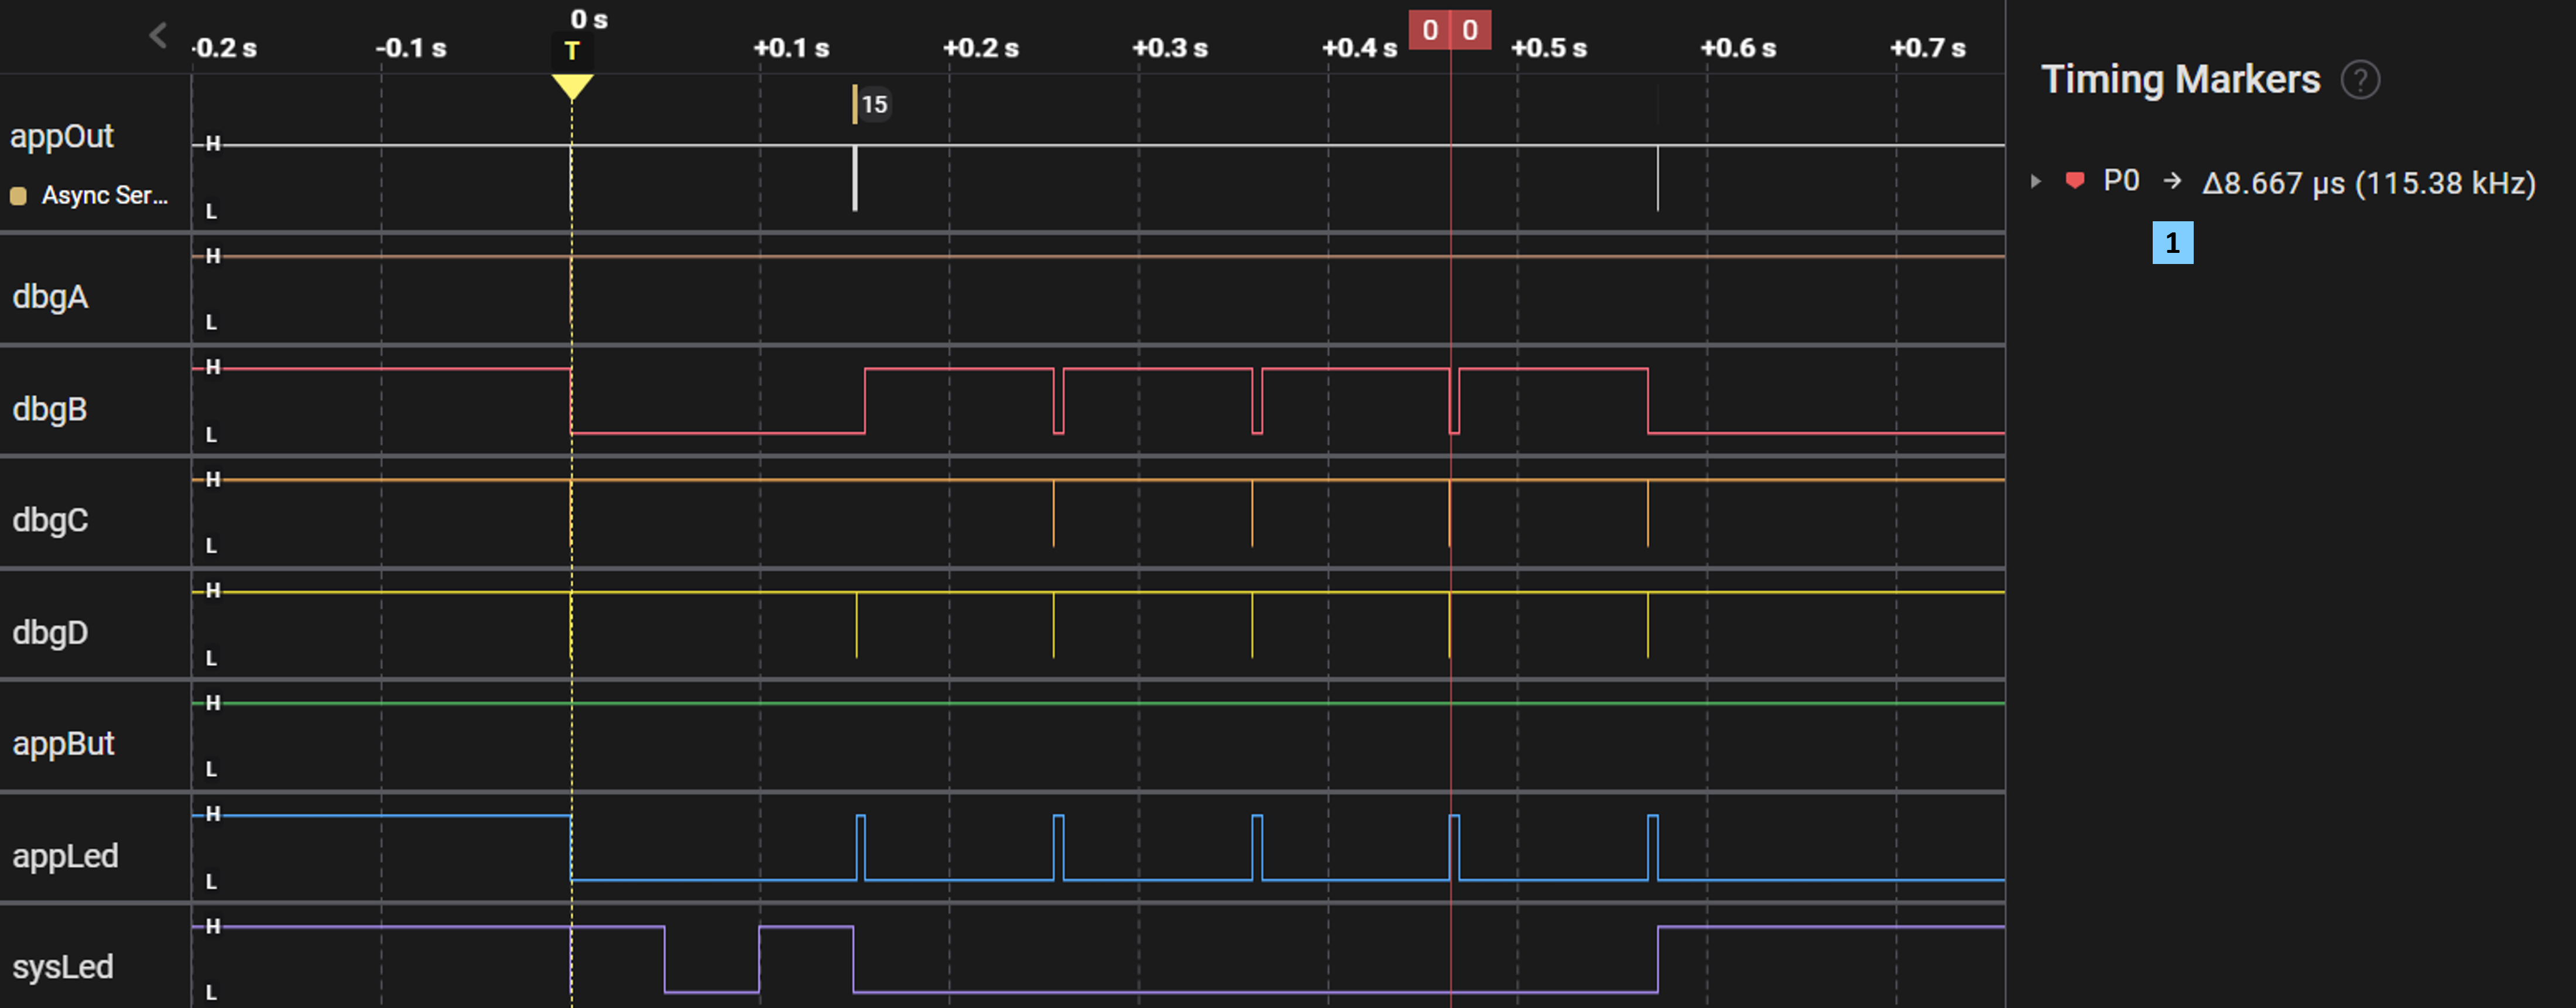 0 s
-0.2 s -0.1 s T +0.1 s +0.2 s +0.3 s +0.4 s 0 0 +0.5 s +0.6 s +0.7 s
Timing Markers ?
P0 → Δ8.667 μs (115.38 kHz)
1
15
appOut H
Async Ser... L
H
dbgA
L
H
dbgB
L
H
dbgC
L
H
dbgD
L
H
appBut
L
H
appLed
L
H
sysLed
L